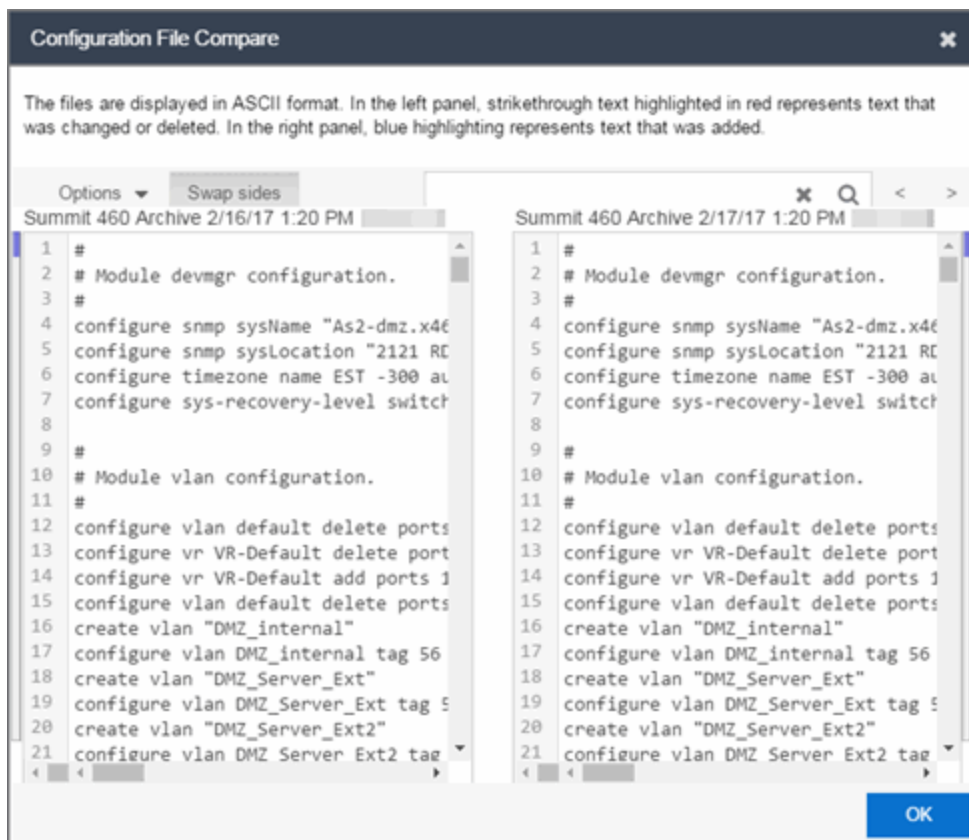 Configuration File Compare
The files are displayed in ASCII format. In the left panel, strikethrough text highlighted in red represents text that
was changed or deleted. In the right panel, blue highlighting represents text that was added.
Options Swap sides < >
Summit 460 Archive 2/16/17 1:20 PM
1 #
2 # Module devmgr configuration.
3 #
4 configure snmp sysName "As2-dmz.x46
5 configure snmp sysLocation "2121 RD
6 configure timezone name EST -300 au
7 configure sys-recovery-level switch
8
9 #
10 # Module vlan configuration.
11 #
12 configure vlan default delete ports
13 configure vr VR-Default delete port
14 configure vr VR-Default add ports 1
15 configure vlan default delete ports
16 create vlan "DMZ_internal"
17 configure vlan DMZ_internal tag 56
18 create vlan "DMZ_Server_Ext"
19 configure vlan DMZ_Server_Ext tag 5
20 create vlan "DMZ_Server_Ext2"
21 configure vlan DMZ Server Ext2 tag
Summit 460 Archive 2/17/17 1:20 PM
1 #
2 # Module devmgr configuration.
3 #
4 configure snmp sysName "As2-dmz.x46
5 configure snmp sysLocation "2121 RD
6 configure timezone name EST -300 au
7 configure sys-recovery-level switch
8
9 #
10 # Module vlan configuration.
11 #
12 configure vlan default delete ports
13 configure vr VR-Default delete port
14 configure vr VR-Default add ports 1
15 configure vlan default delete ports
16 create vlan "DMZ_internal"
17 configure vlan DMZ_internal tag 56
18 create vlan "DMZ_Server_Ext"
19 configure vlan DMZ_Server_Ext tag 5
20 create vlan "DMZ_Server_Ext2"
21 configure vlan DMZ Server Ext2 tag
OK